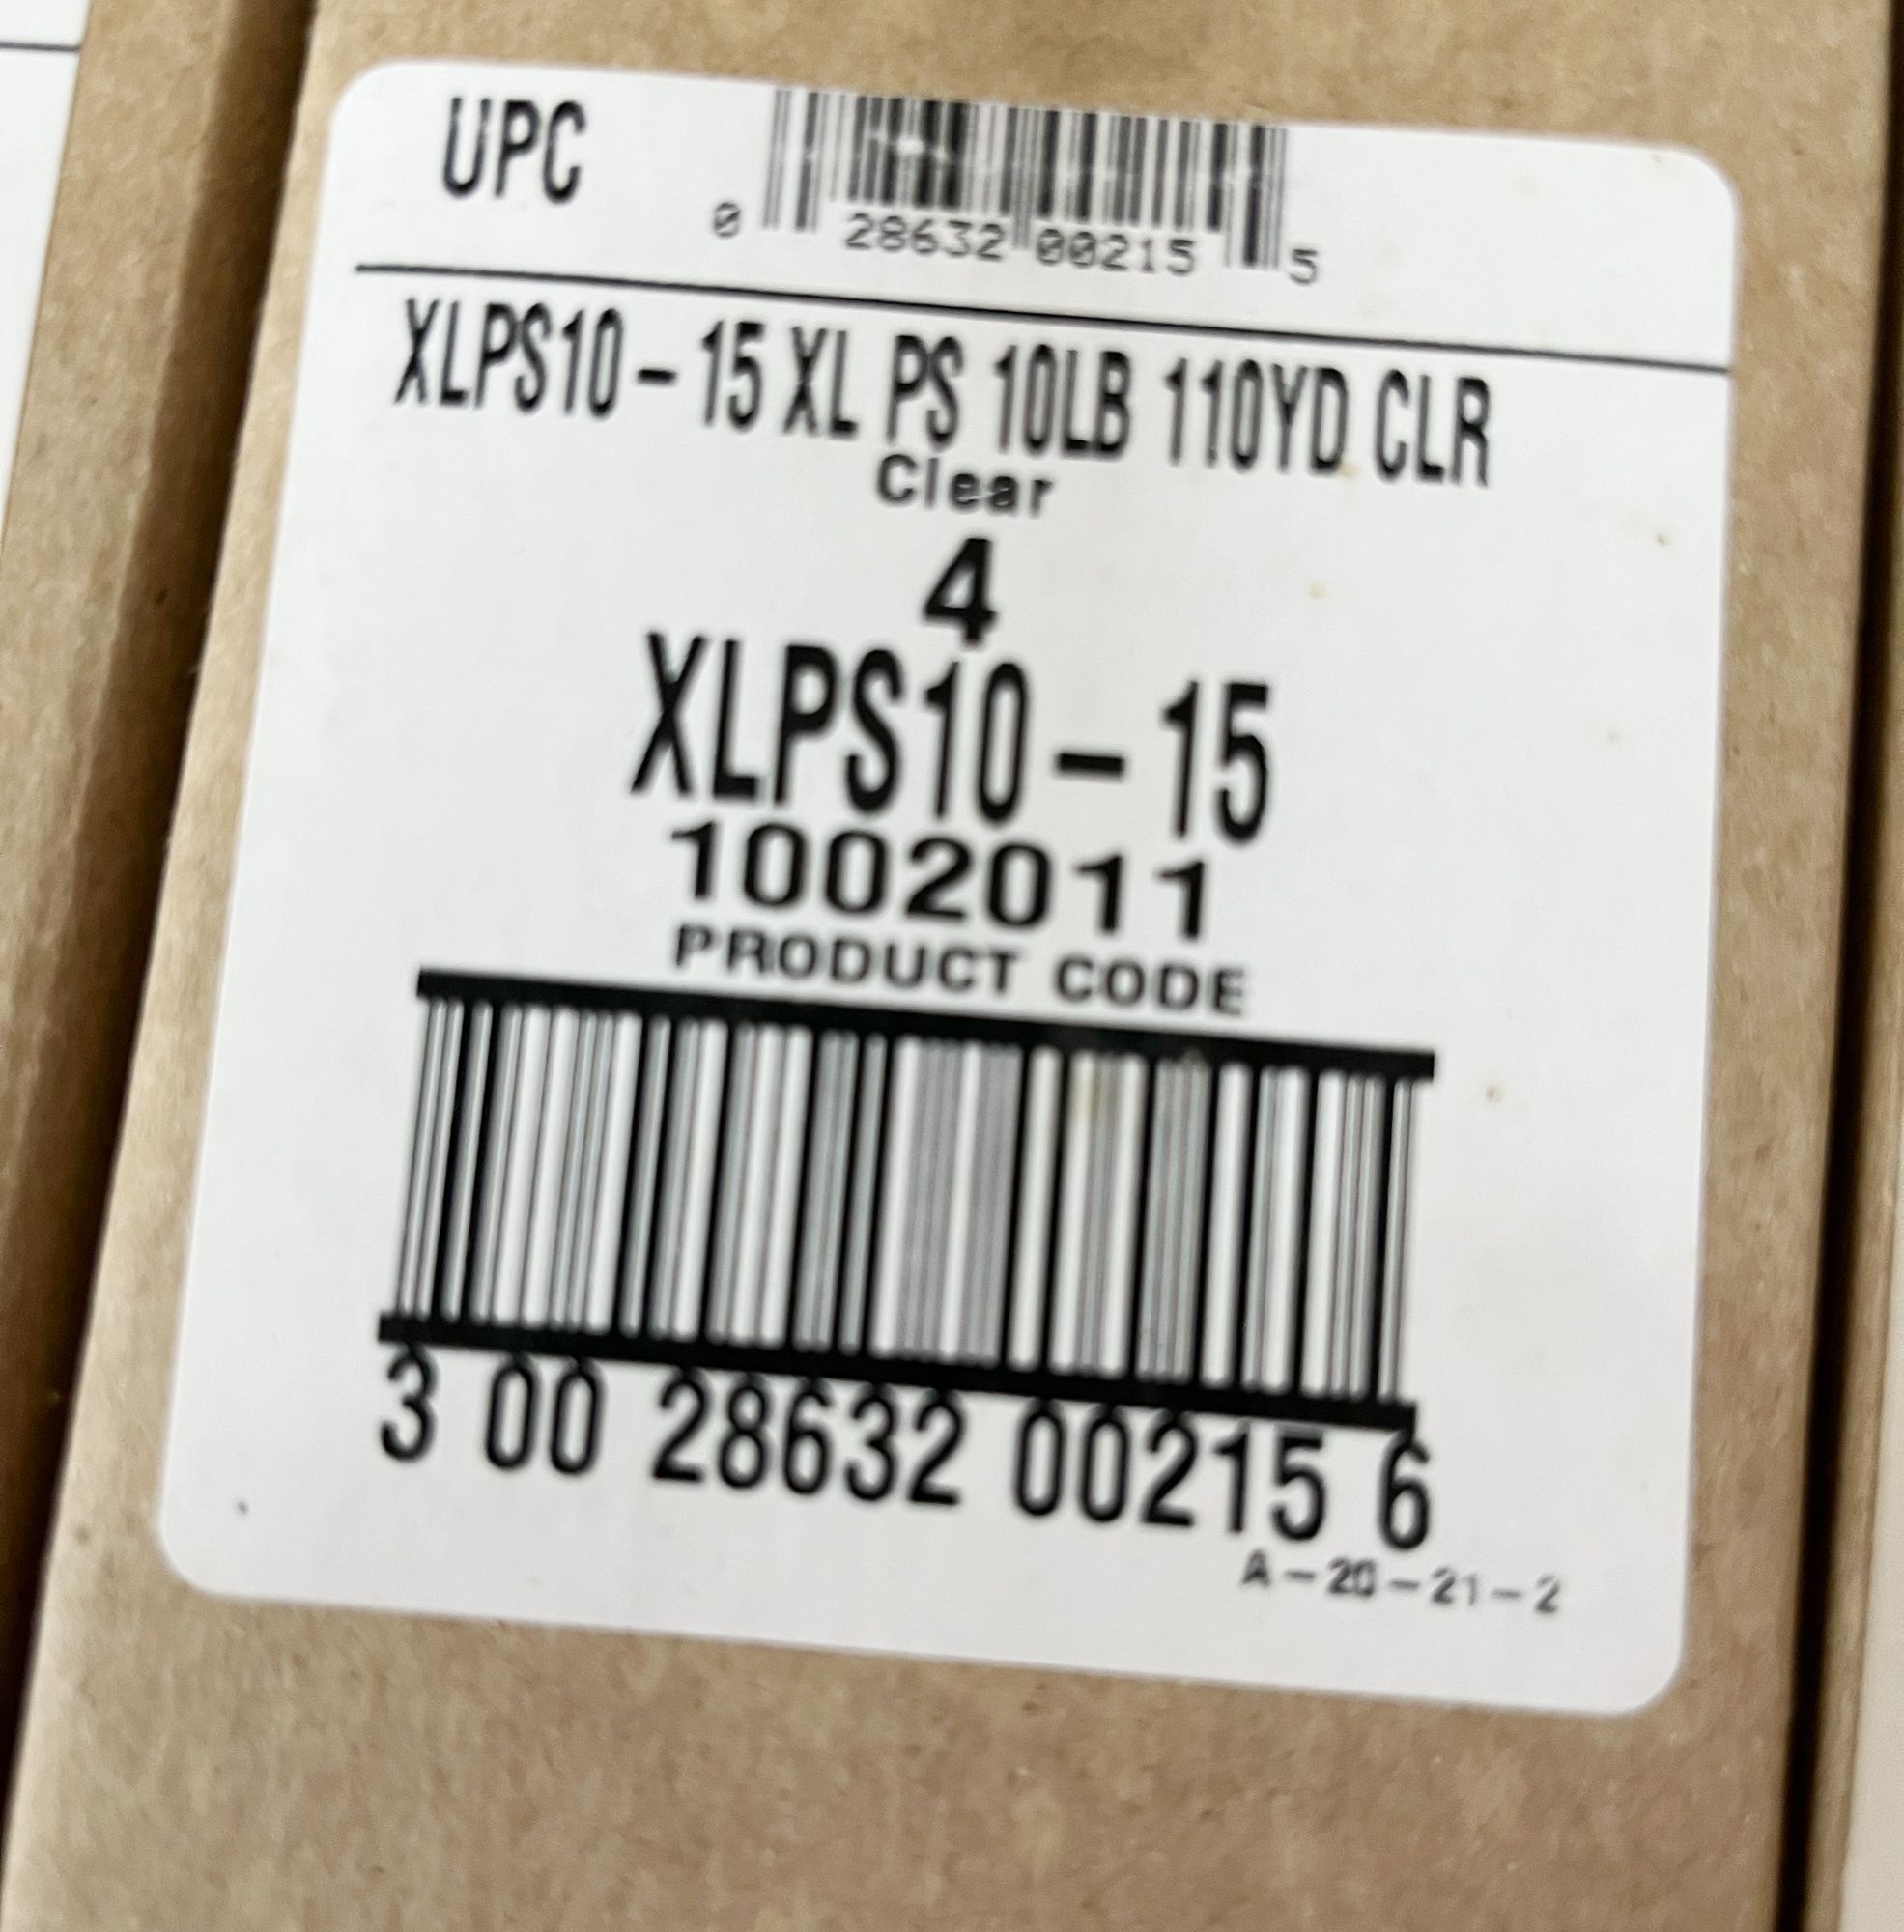 UPC
0 28632 00215 5
XLPS10-15 XL PS 10LB 110YD CLR
Clear
4
XLPS10-15
1002011
PRODUCT CODE
3 00 28632 00215 6
A-20-21-2